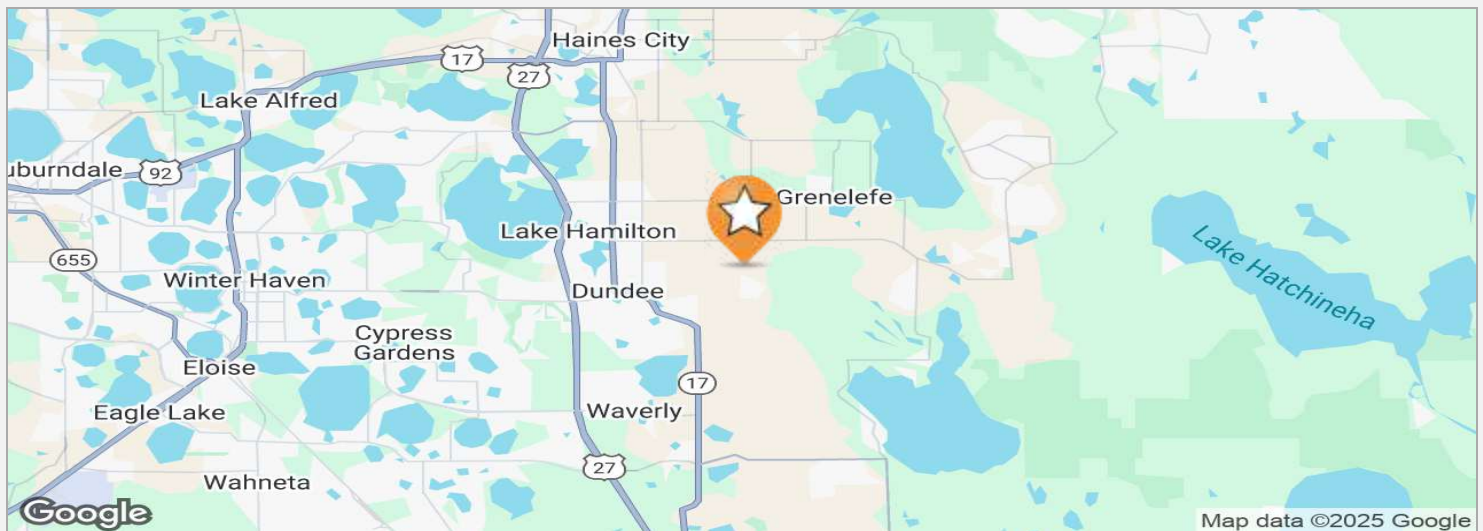 Haines City
17
27
Lake Alfred
uburndale
92
Grenelefe
Lake Hamilton
655
Winter Haven
Dundee
Lake Hatchineha
Cypress
Gardens
Eloise
17
Eagle Lake
Waverly
27
Wahneta
Google
Map data ©2025 Google